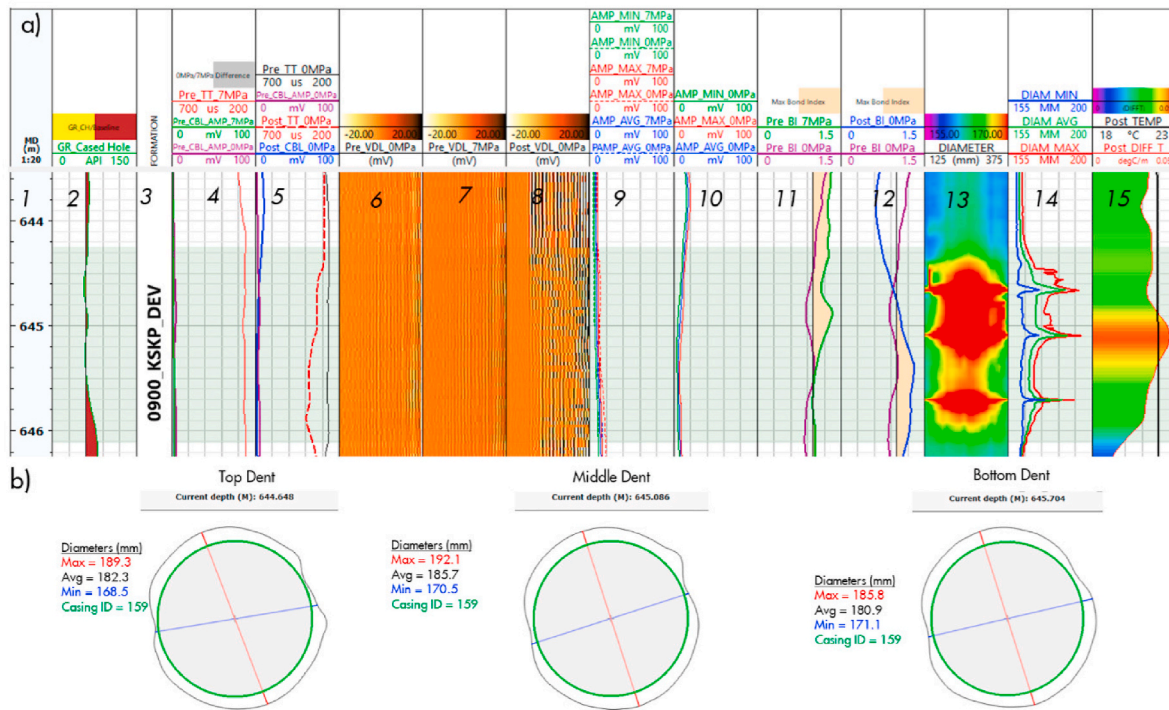 a)
MD
(m)
1:20
GR_CH/Baseline
GR_Cased Hole
0 API 150
FORMATION
0MPa/7MPa Difference
Pre_TT_7MPa
700 us 200
Pre_CBL_AMP_7MPa
0 mV 100
Pre_CBL_AMP_0MPa
0 mV 100
Pre_TT_0MPa
700 us 200
Pre_CBL_AMP_0MPa
0 mV 100
Post_TT_0MPa
700 us 200
Post_CBL_0MPa
0 mV 100
-20.00 20.00
Pre_VDL_0MPa
(mV)
-20.00 20.00
Pre_VDL_7MPa
(mV)
-20.00 20.00
Post_VDL_0MPa
(mV)
AMP_MIN_7MPa
0 mV 100
AMP_MIN_0MPa
0 mV 100
AMP_MAX_7MPa
0 mV 100
AMP_MAX_0MPa
0 mV 100
AMP_AVG_7MPa
0 mV 100
PAMP_AVG_0MPa
0 mV 100
AMP_MIN_0MPa
0 mV 100
AMP_MAX_0MPa
0 mV 100
AMP_AVG_0MPa
0 mV 100
Max Bond Index
Pre BI 7MPa
0 1.5
Pre BI 0MPa
0 1.5
Max Bond Index
Post_BI_0MPa
0 1.5
Pre BI 0MPa
0 1.5
155.00 170.00
DIAMETER
125 (mm) 375
DIAM MIN
155 MM 200
DIAM AVG
155 MM 200
DIAM MAX
155 MM 200
Post TEMP
18 °C 23
Post DIFF T
0 degC/m 0.05
1 2 3 4 5 6 7 8 9 10 11 12 13 14 15
644
645
646
0900_KSKP_DEV
b)
Top Dent
Current depth (M): 644.648
Diameters (mm)
Max = 189.3
Avg = 182.3
Min = 168.5
Casing ID = 159
Middle Dent
Current depth (M): 645.086
Diameters (mm)
Max = 192.1
Avg = 185.7
Min = 170.5
Casing ID = 159
Bottom Dent
Current depth (M): 645.704
Diameters (mm)
Max = 185.8
Avg = 180.9
Min = 171.1
Casing ID = 159